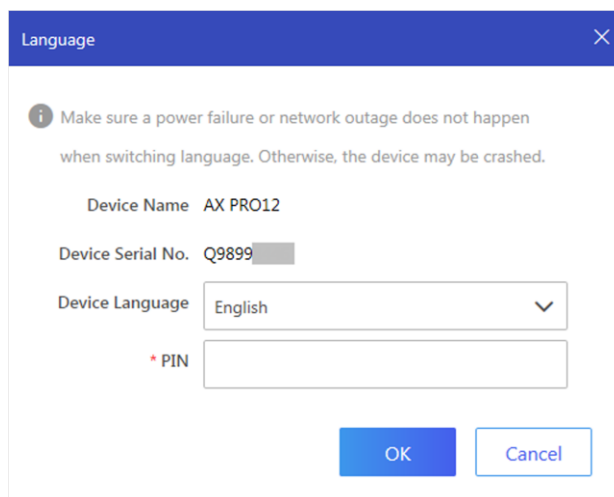 Language
Make sure a power failure or network outage does not happen
when switching language. Otherwise, the device may be crashed.
Device Name AX PRO12
Device Serial No. Q9899
Device Language English
* PIN
OK Cancel